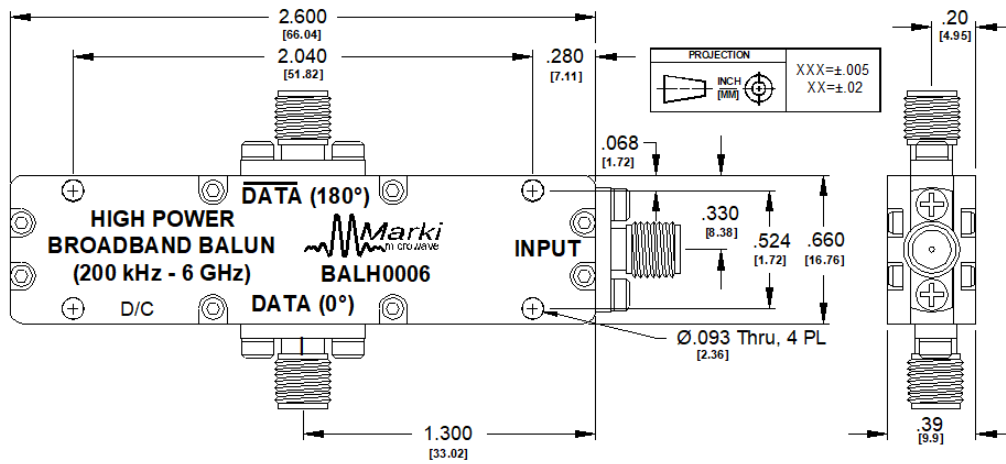 2.600
[66.04]
2.040
[51.82]
.280
[7.11]
PROJECTION
INCH
[MM]
XXX=±.005
XX=±.02
.20
[4.95]
.068
[1.72]
DATA (180°)
HIGH POWER
BROADBAND BALUN
(200 kHz - 6 GHz)
Marki
microwave
BALH0006
INPUT
D/C
DATA (0°)
.330
[8.38]
.524
[1.72]
.660
[16.76]
Ø.093 Thru, 4 PL
[2.36]
1.300
[33.02]
.39
[9.9]